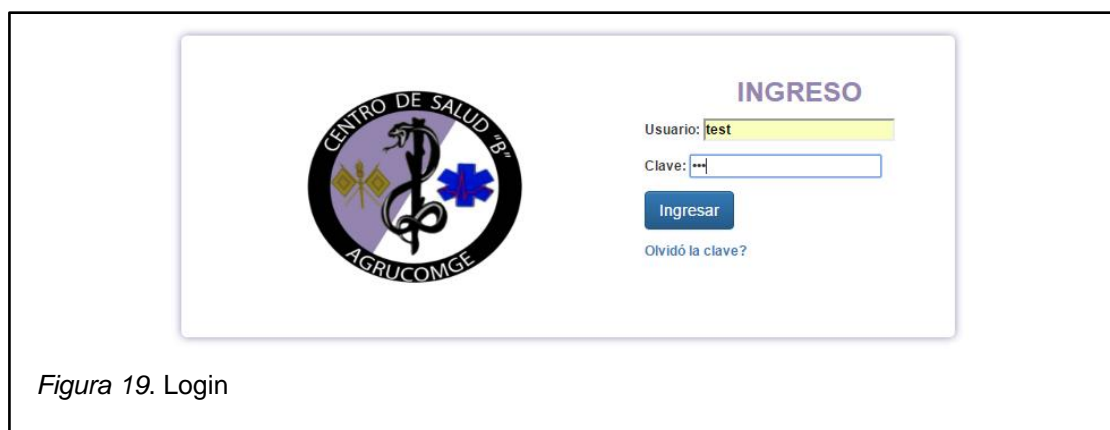 CENTRO DE SALUD "B"
AGRUCOMGE
INGRESO
Usuario: test
Clave: •••
Ingresar
Olvidó la clave?
Figura 19. Login